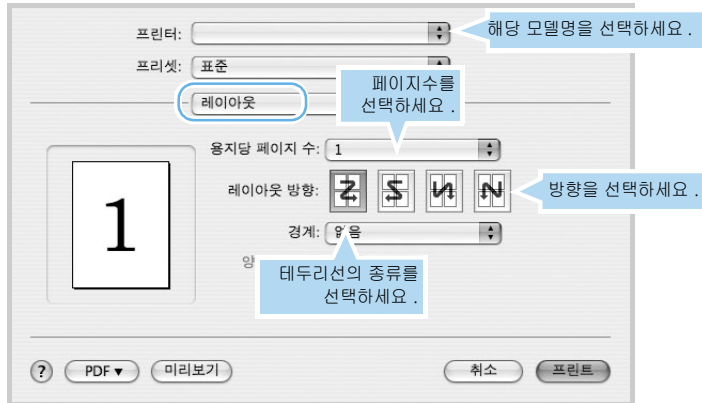 프린터:
해당 모델명을 선택하세요 .
프리셋: 표준
페이지수를
선택하세요 .
레이아웃
용지당 페이지 수: 1
레이아웃 방향:
방향을 선택하세요 .
1
경계: 없음
양
테두리선의 종류를
선택하세요 .
? PDF▼ 미리보기 취소 프린트